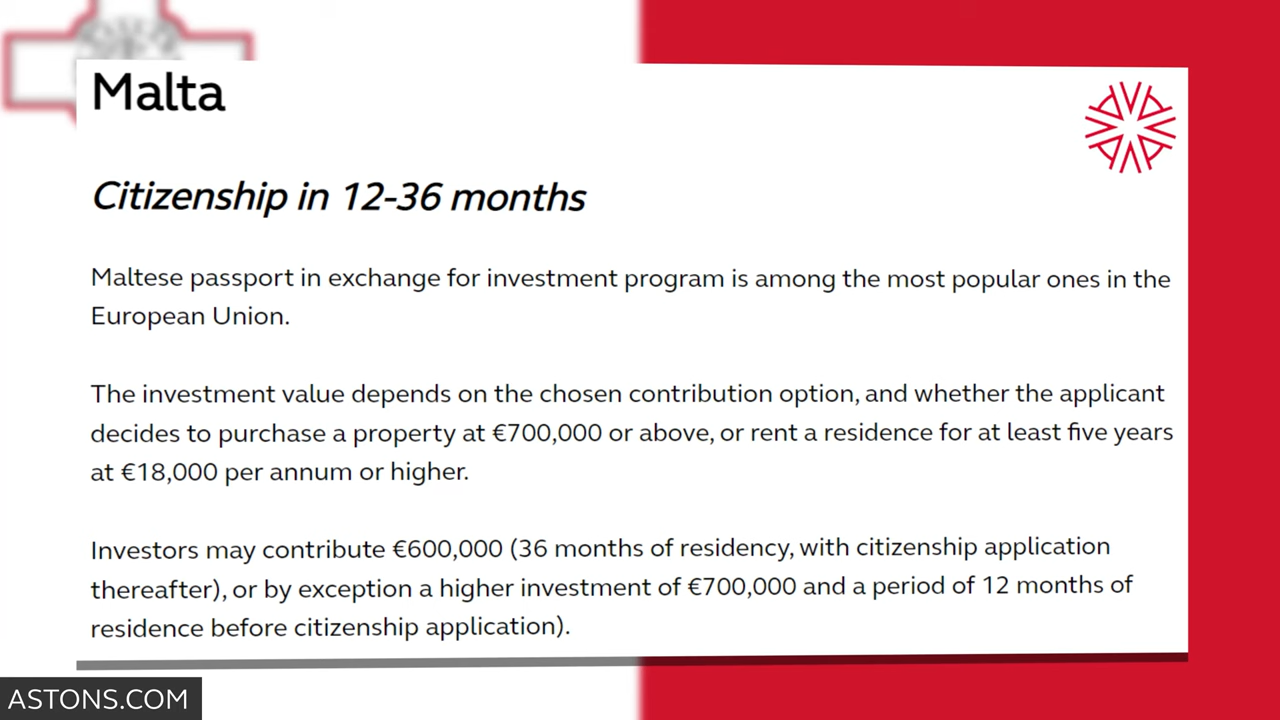 Malta
Citizenship in 12-36 months
Maltese passport in exchange for investment program is among the most popular ones in the
European Union.
The investment value depends on the chosen contribution option, and whether the applicant
decides to purchase a property at €700,000 or above, or rent a residence for at least five years
at €18,000 per annum or higher.
Investors may contribute €600,000 (36 months of residency, with citizenship application
thereafter), or by exception a higher investment of €700,000 and a period of 12 months of
residence before citizenship application).
ASTONS.COM